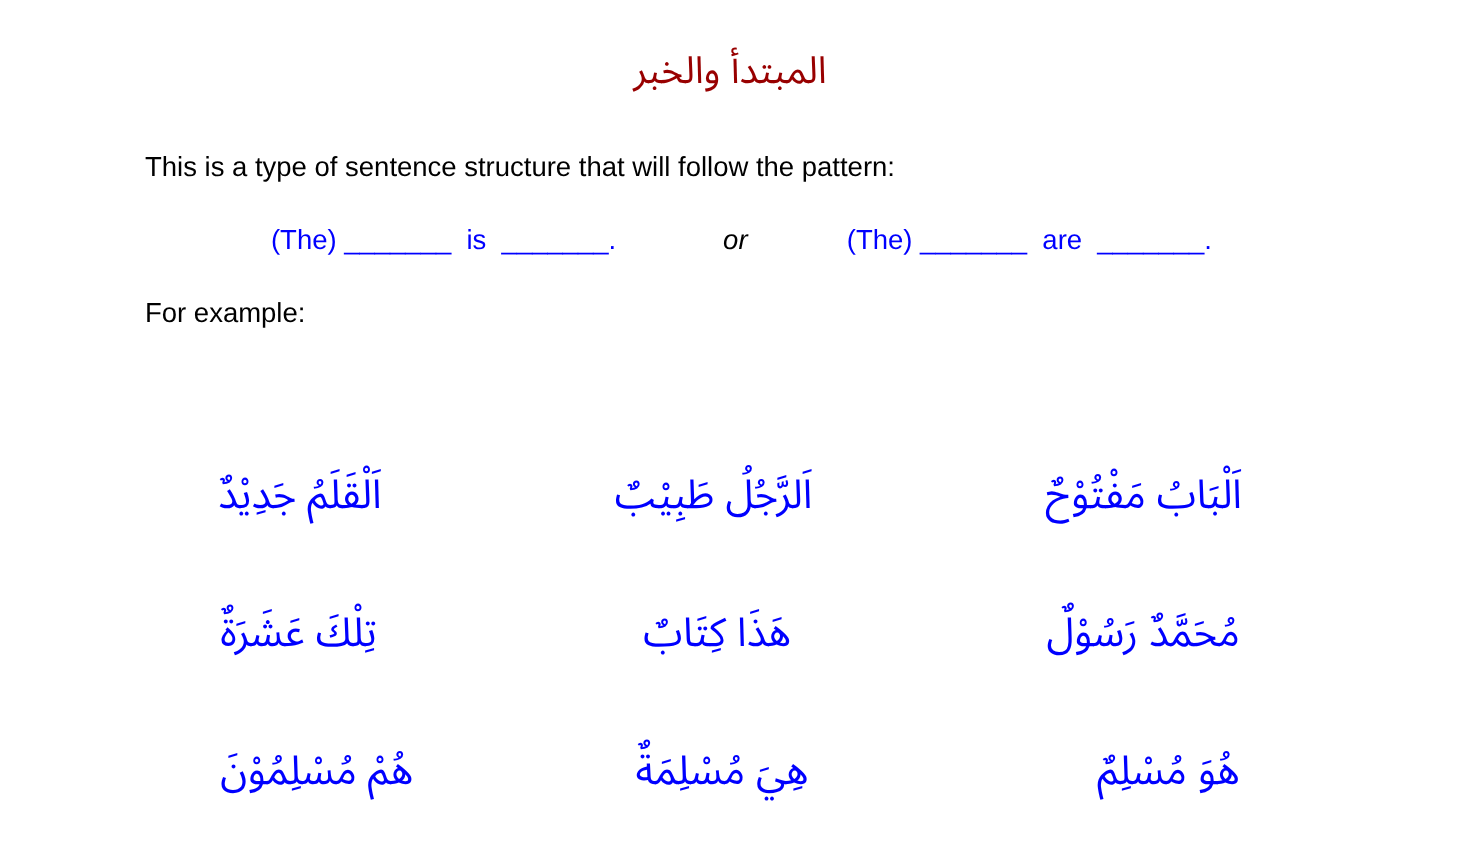 المبتدأ والخبر
This is a type of sentence structure that will follow the pattern:
(The) _______ is _______. or (The) _______ are _______.
For example:
اَلْبَابُ مَفْتُوْحٌ اَلرَّجُلُ طَبِيْبٌ اَلْقَلَمُ جَدِيْدٌ
مُحَمَّدٌ رَسُوْلٌ هَذَا كِتَابٌ تِلْكَ عَشَرَةٌ
هُوَ مُسْلِمٌ هِيَ مُسْلِمَةٌ هُمْ مُسْلِمُوْنَ